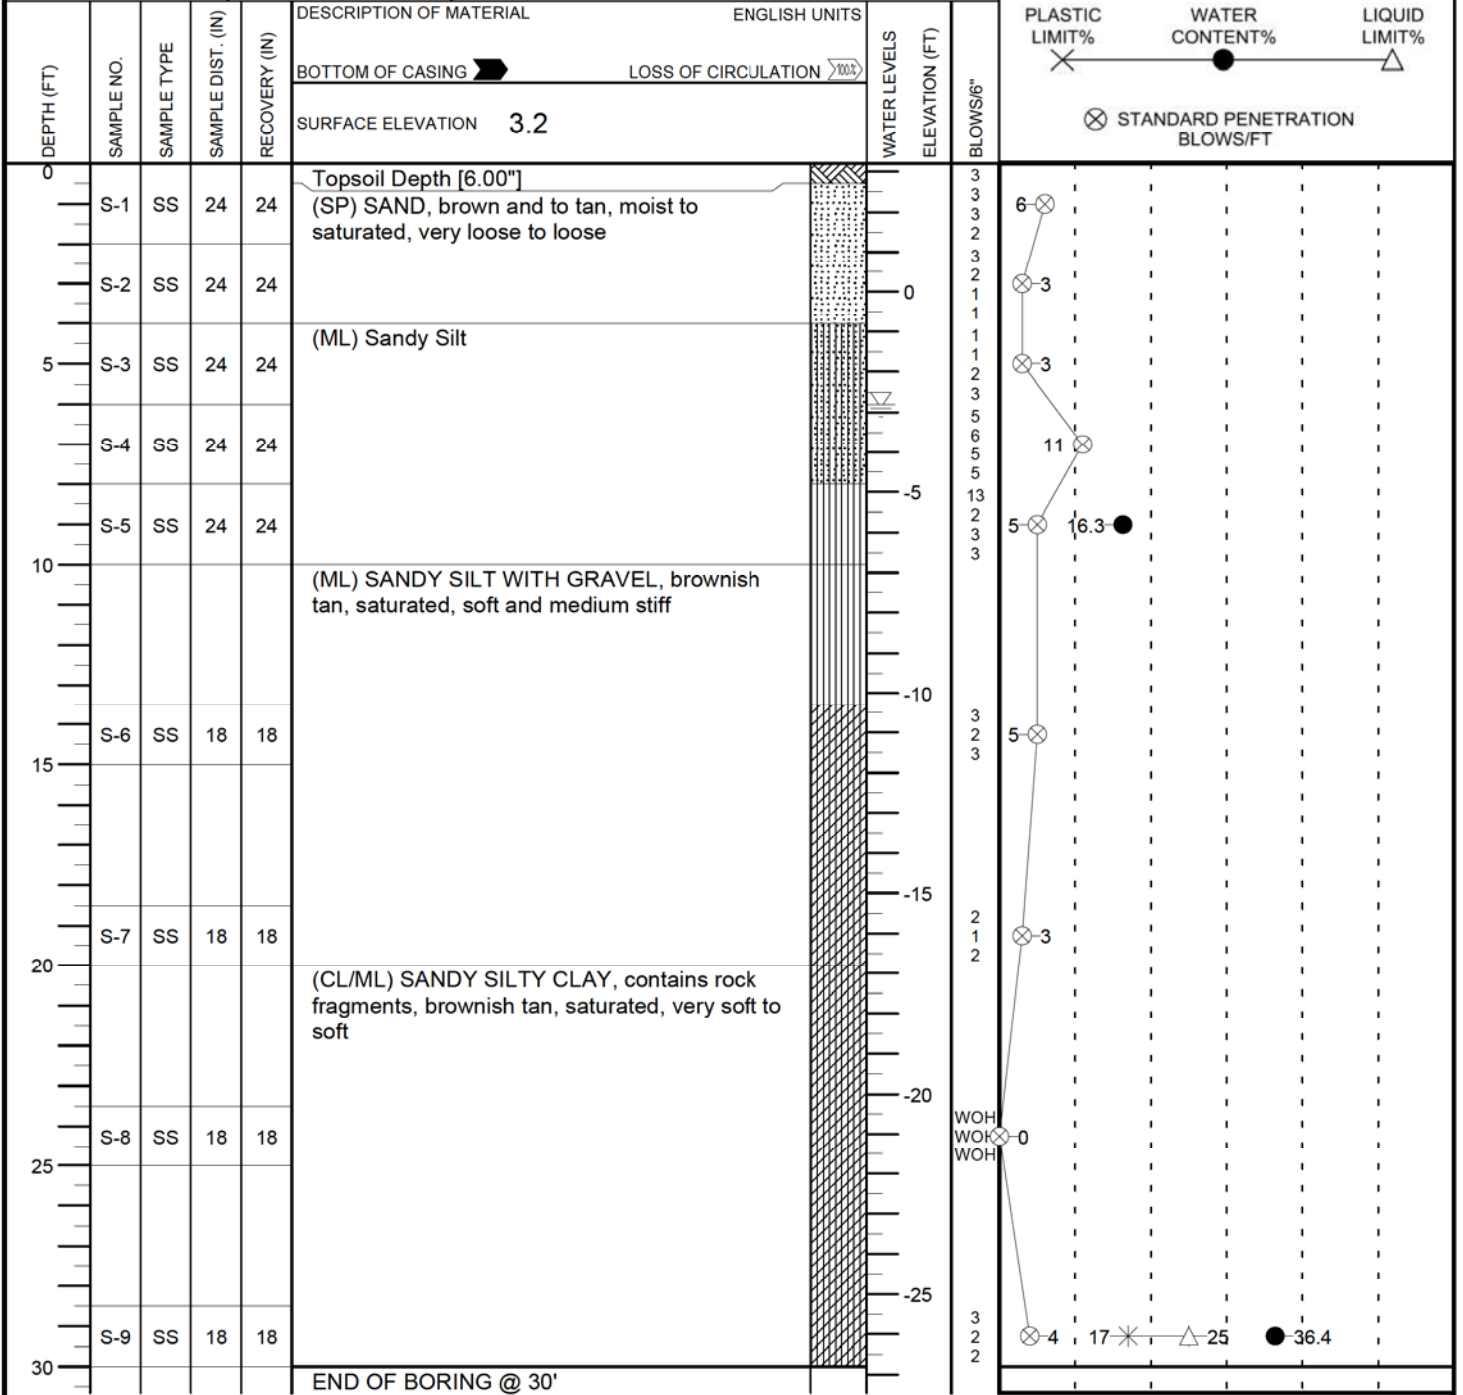 DESCRIPTION OF MATERIAL ENGLISH UNITS
BOTTOM OF CASING LOSS OF CIRCULATION 100%
SURFACE ELEVATION 3.2
DEPTH (FT)
SAMPLE NO.
SAMPLE TYPE
SAMPLE DIST. (IN)
RECOVERY (IN)
WATER LEVELS
ELEVATION (FT)
BLOWS/6"
PLASTIC LIMIT%
WATER CONTENT%
LIQUID LIMIT%
STANDARD PENETRATION
BLOWS/FT
0
Topsoil Depth [6.00"]
S-1 SS 24 24
(SP) SAND, brown and to tan, moist to
saturated, very loose to loose
3
3
3
2
6
S-2 SS 24 24
0
3
2
1
1
3
(ML) Sandy Silt
5
S-3 SS 24 24
1
1
2
3
3
S-4 SS 24 24
5
6
5
5
11
-5
S-5 SS 24 24
13
2
3
3
5
16.3
10
(ML) SANDY SILT WITH GRAVEL, brownish
tan, saturated, soft and medium stiff
-10
S-6 SS 18 18
3
2
3
5
15
-15
S-7 SS 18 18
2
1
2
3
20
(CL/ML) SANDY SILTY CLAY, contains rock
fragments, brownish tan, saturated, very soft to
soft
-20
S-8 SS 18 18
WOH
WOH
WOH
0
25
-25
S-9 SS 18 18
3
2
2
4
17
25
36.4
30
END OF BORING @ 30'